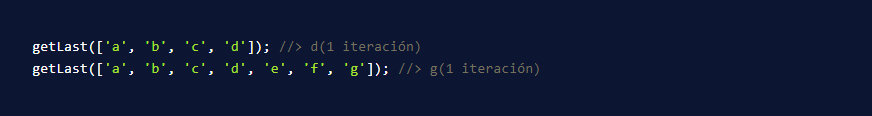 getLast(['a', 'b', 'c', 'd']); //> d(1 iteración)
getLast(['a', 'b', 'c', 'd', 'e', 'f', 'g']); //> g(1 iteración)